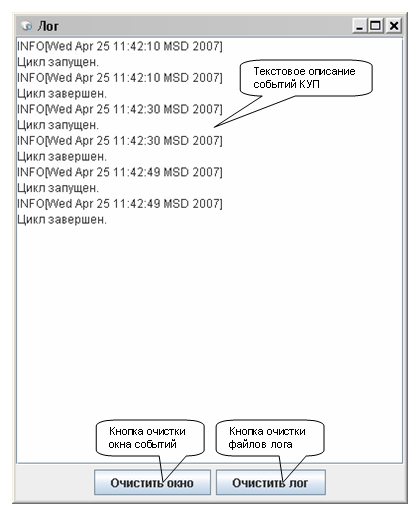 Лог
INFO[Wed Apr 25 11:42:10 MSD 2007]
Цикл запущен.
INFO[Wed Apr 25 11:42:10 MSD 2007]
Цикл завершен.
INFO[Wed Apr 25 11:42:30 MSD 2007]
Цикл запущен.
INFO[Wed Apr 25 11:42:30 MSD 2007]
Цикл завершен.
INFO[Wed Apr 25 11:42:49 MSD 2007]
Цикл запущен.
INFO[Wed Apr 25 11:42:49 MSD 2007]
Цикл завершен.
Текстовое описание
событий КУП
Кнопка очистки
окна событий
Кнопка очистки
файлов лога
Очистить окно
Очистить лог